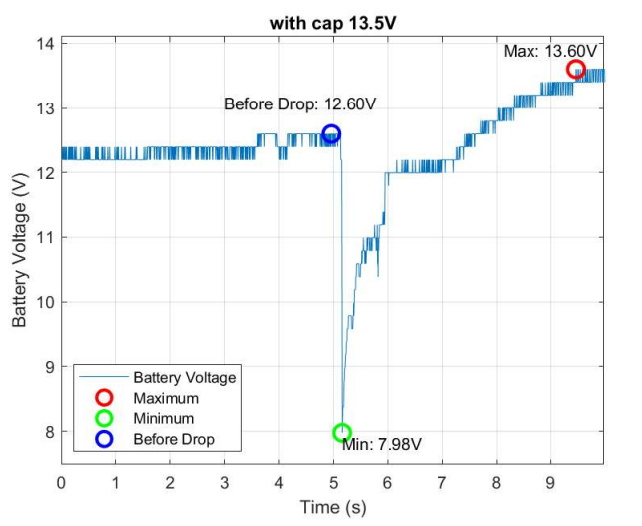 with cap 13.5V
14
13
12
11
10
9
8
Battery Voltage (V)
Max: 13.60V
Before Drop: 12.60V
Min: 7.98V
Battery Voltage
Maximum
Minimum
Before Drop
0 1 2 3 4 5 6 7 8 9
Time (s)